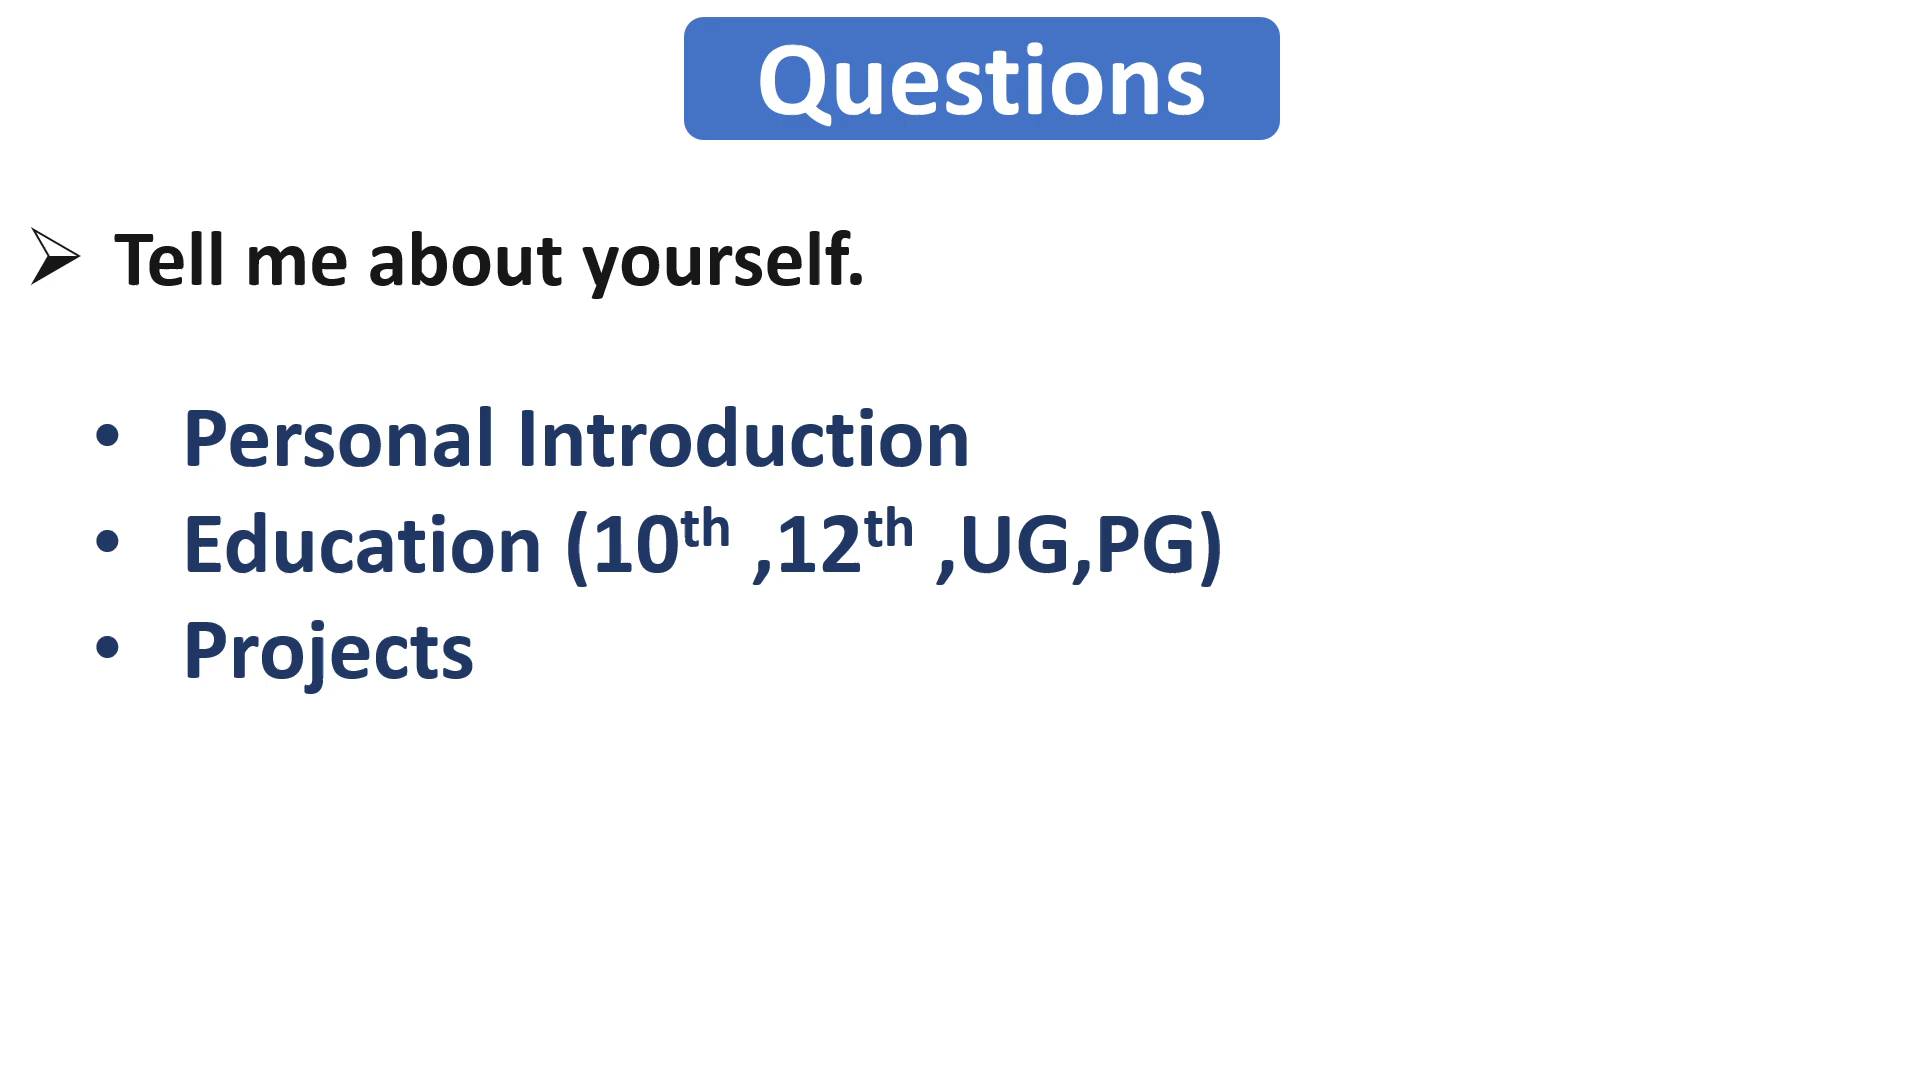 Questions
➢ Tell me about yourself.
• Personal Introduction
• Education (10th ,12th ,UG,PG)
• Projects